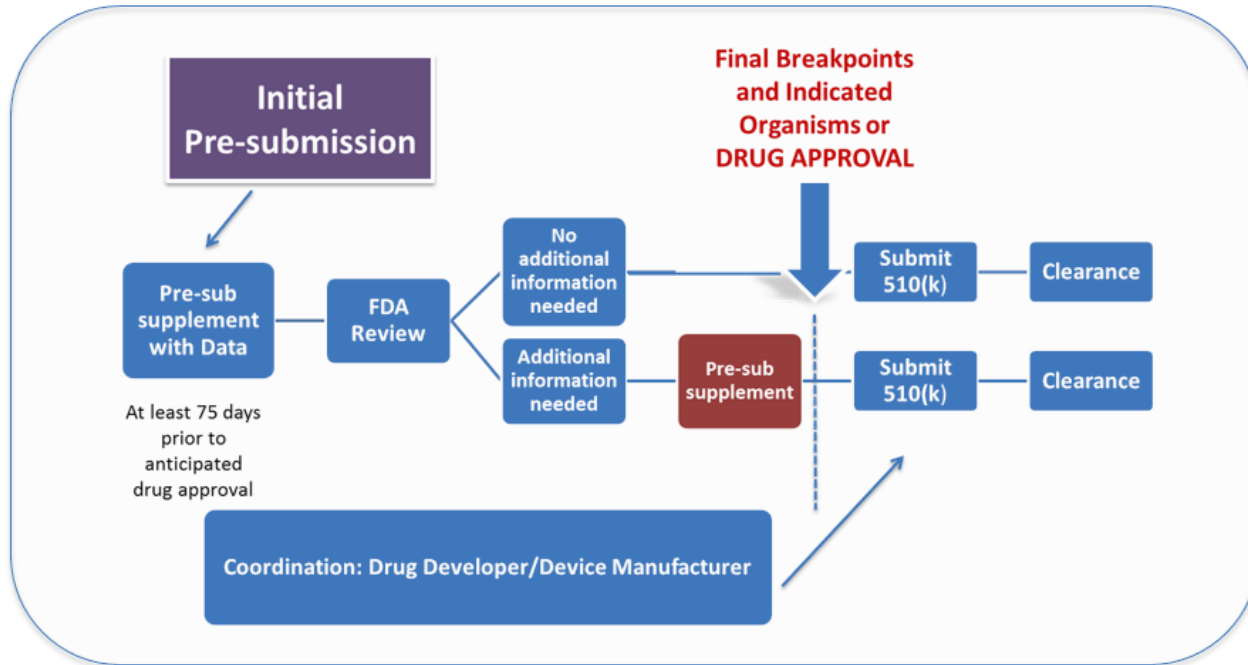 Initial
Pre-submission
Final Breakpoints
and Indicated
Organisms or
DRUG APPROVAL
Pre-sub
supplement
with Data
FDA
Review
No
additional
information
needed
Submit
510(k)
Clearance
Additional
information
needed
Pre-sub
supplement
Submit
510(k)
Clearance
At least 75 days
prior to
anticipated
drug approval
Coordination: Drug Developer/Device Manufacturer